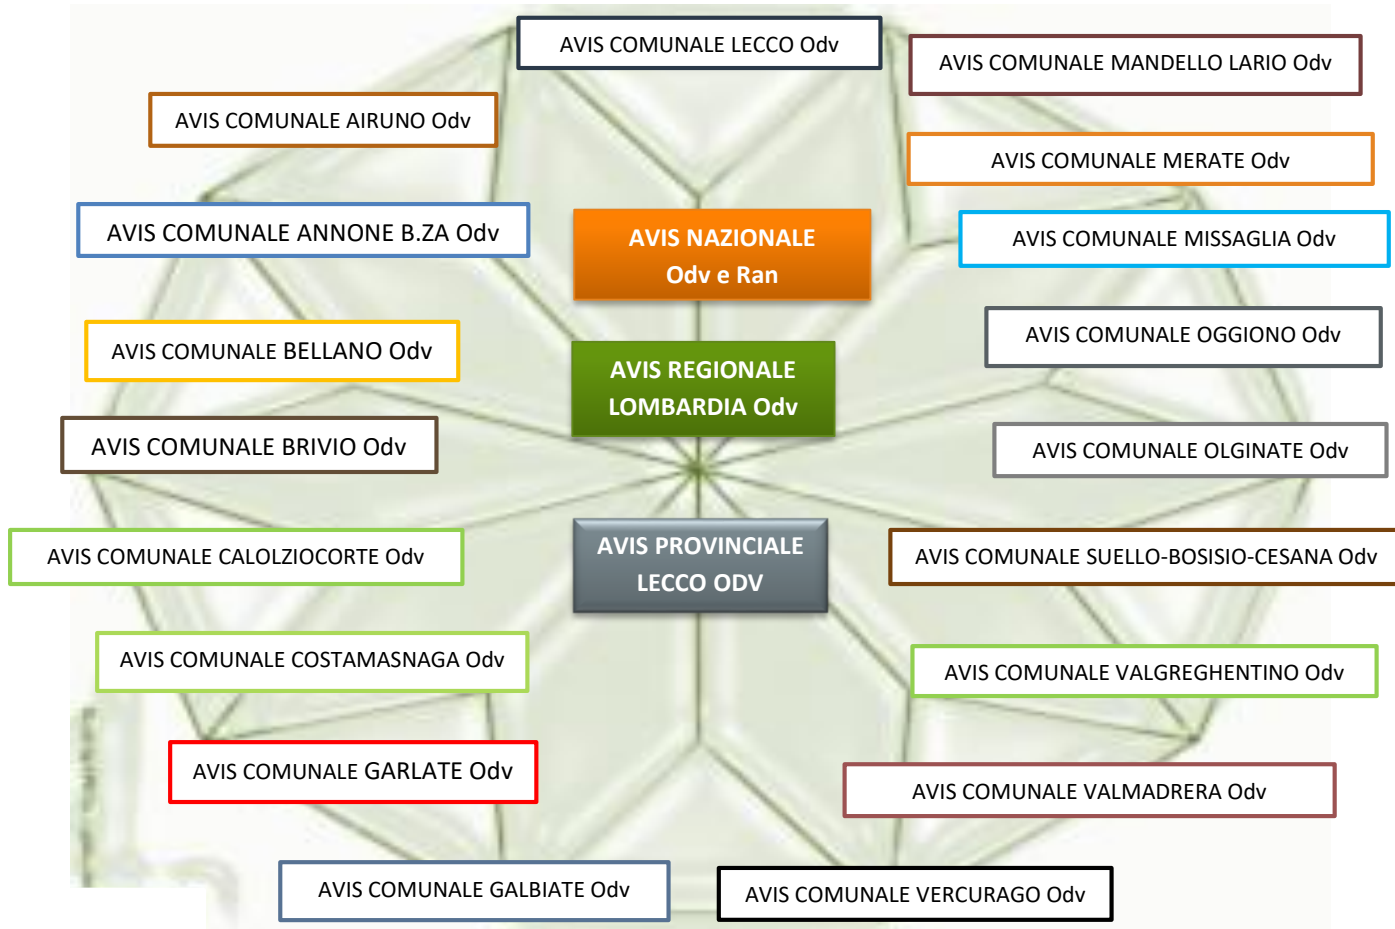 AVIS COMUNALE LECCO Odv
AVIS COMUNALE MANDELLO LARIO Odv
AVIS COMUNALE AIRUNO Odv
AVIS COMUNALE MERATE Odv
AVIS COMUNALE ANNONE B.ZA Odv
AVIS NAZIONALE
Odv e Ran
AVIS COMUNALE MISSAGLIA Odv
AVIS COMUNALE BELLANO Odv
AVIS REGIONALE
LOMBARDIA Odv
AVIS COMUNALE OGGIONO Odv
AVIS COMUNALE BRIVIO Odv
AVIS COMUNALE OLGINATE Odv
AVIS COMUNALE CALOLZIOCORTE Odv
AVIS PROVINCIALE
LECCO ODV
AVIS COMUNALE SUELLO-BOSISIO-CESANA Odv
AVIS COMUNALE COSTAMASNAGA Odv
AVIS COMUNALE VALGREGHENTINO Odv
AVIS COMUNALE GARLATE Odv
AVIS COMUNALE VALMADRERA Odv
AVIS COMUNALE GALBIATE Odv
AVIS COMUNALE VERCURAGO Odv